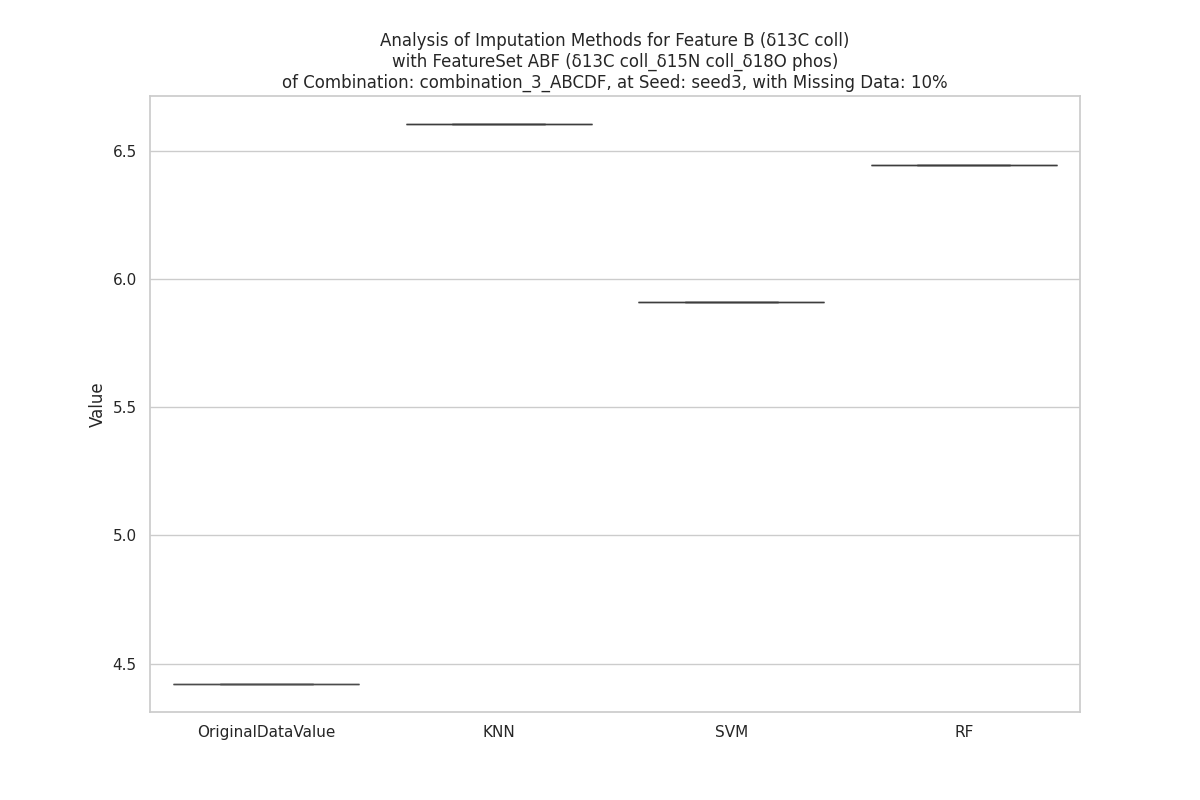 Analysis of Imputation Methods for Feature B (δ13C coll)
with FeatureSet ABF (δ13C coll_δ15N coll_δ18O phos)
of Combination: combination_3_ABCDF, at Seed: seed3, with Missing Data: 10%
6.5
6.0
5.5
5.0
4.5
Value
OriginalDataValue KNN SVM RF